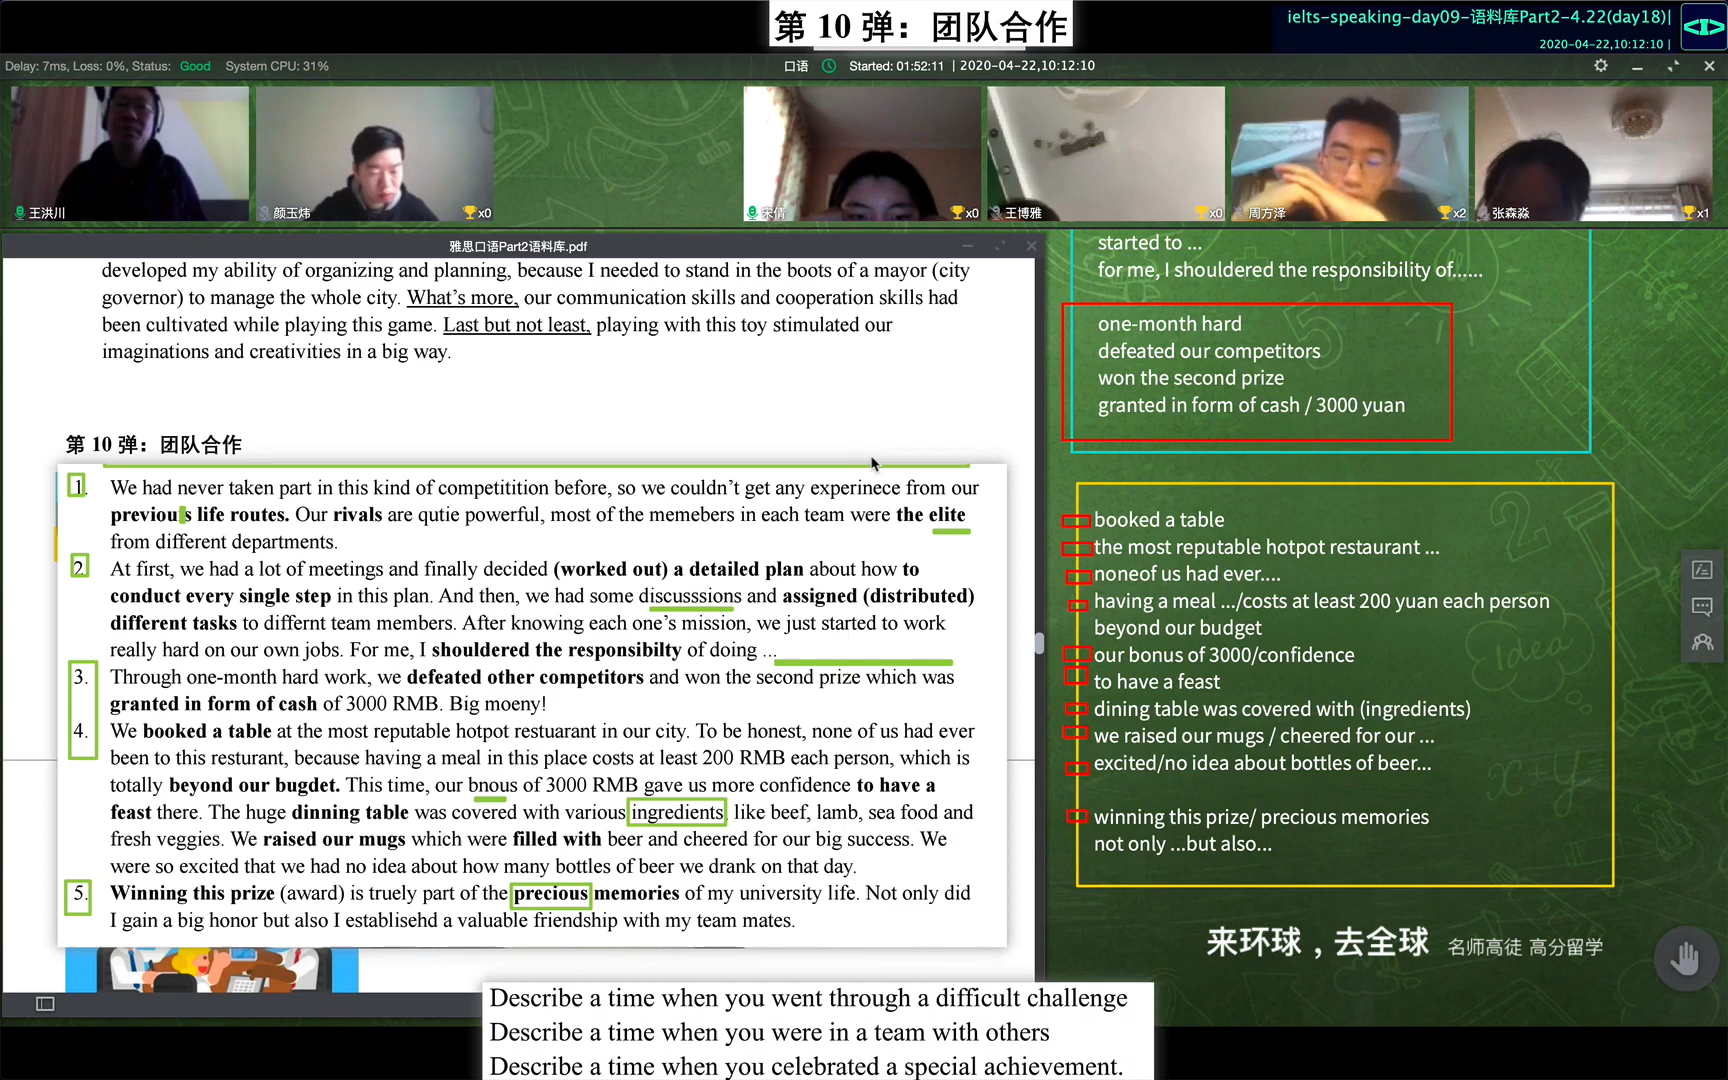 第 10 弹：团队合作
ielts-speaking-day09-语料库Part2-4.22(day18)|
2020-04-22,10:12:10 |
Delay: 7ms, Loss: 0%, Status: Good System CPU: 31%
口语 Started: 01:52:11 | 2020-04-22,10:12:10
王洪川
颜玉炜 x0
宋倩 x0
王博雅 x0
周方泽 x2
张森淼 x1
雅思口语Part2语料库.pdf
developed my ability of organizing and planning, because I needed to stand in the boots of a mayor (city
governor) to manage the whole city. What's more, our communication skills and cooperation skills had
been cultivated while playing this game. Last but not least, playing with this toy stimulated our
imaginations and creativities in a big way.
第 10 弹：团队合作
1. We had never taken part in this kind of competitition before, so we couldn't get any experinece from our
previous life routes. Our rivals are qutie powerful, most of the memebers in each team were the elite
from different departments.
2. At first, we had a lot of meetings and finally decided (worked out) a detailed plan about how to
conduct every single step in this plan. And then, we had some discusssions and assigned (distributed)
different tasks to differnt team members. After knowing each one's mission, we just started to work
really hard on our own jobs. For me, I shouldered the responsibilty of doing ...
3. Through one-month hard work, we defeated other competitors and won the second prize which was
granted in form of cash of 3000 RMB. Big moeny!
4. We booked a table at the most reputable hotpot restuarant in our city. To be honest, none of us had ever
been to this resturant, because having a meal in this place costs at least 200 RMB each person, which is
totally beyond our bugdet. This time, our bnous of 3000 RMB gave us more confidence to have a
feast there. The huge dinning table was covered with various ingredients, like beef, lamb, sea food and
fresh veggies. We raised our mugs which were filled with beer and cheered for our big success. We
were so excited that we had no idea about how many bottles of beer we drank on that day.
5. Winning this prize (award) is truely part of the precious memories of my university life. Not only did
I gain a big honor but also I establisehd a valuable friendship with my team mates.
started to ...
for me, I shouldered the responsibility of......
one-month hard
defeated our competitors
won the second prize
granted in form of cash / 3000 yuan
booked a table
the most reputable hotpot restaurant ...
noneof us had ever....
having a meal .../costs at least 200 yuan each person
beyond our budget
our bonus of 3000/confidence
to have a feast
dining table was covered with (ingredients)
we raised our mugs / cheered for our ...
excited/no idea about bottles of beer...
winning this prize/ precious memories
not only ...but also...
来环球，去全球 名师高徒 高分留学
Describe a time when you went through a difficult challenge
Describe a time when you were in a team with others
Describe a time when you celebrated a special achievement.